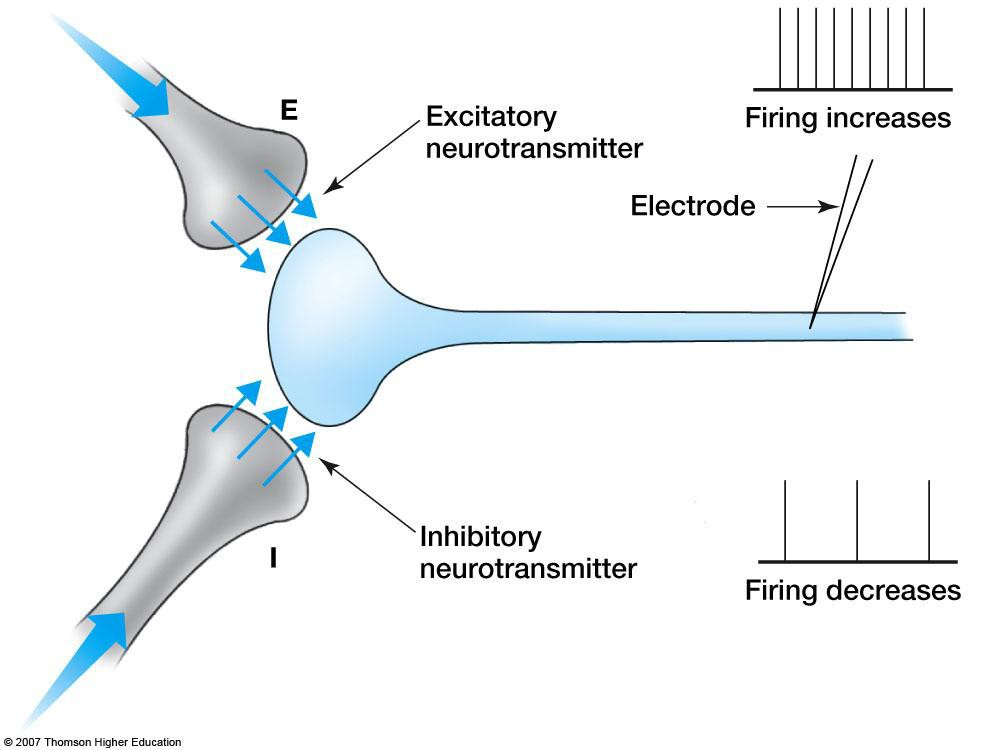 E
Excitatory
neurotransmitter
Firing increases
Electrode
I
Inhibitory
neurotransmitter
Firing decreases
© 2007 Thomson Higher Education